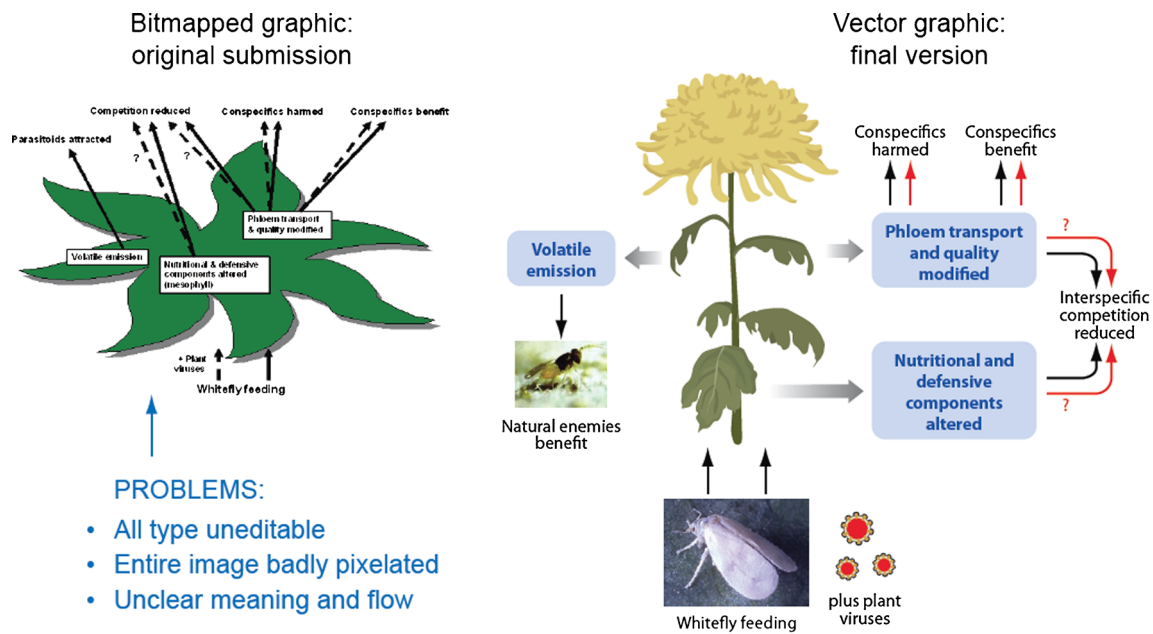 Bitmapped graphic:
original submission
Competition reduced
Conspecifics harmed
Conspecifics benefit
Parasitoids attracted
?
?
Phloem transport
& quality modified
Volatile emission
Nutritional & defensive
components altered
(mesophyll)
+ Plant
viruses
Whitefly feeding
PROBLEMS:
• All type uneditable
• Entire image badly pixelated
• Unclear meaning and flow
Vector graphic:
final version
Conspecifics
harmed
Conspecifics
benefit
Volatile
emission
Phloem transport
and quality
modified
?
Interspecific
competition
reduced
Nutritional and
defensive
components
altered
?
Natural enemies
benefit
Whitefly feeding
plus plant
viruses